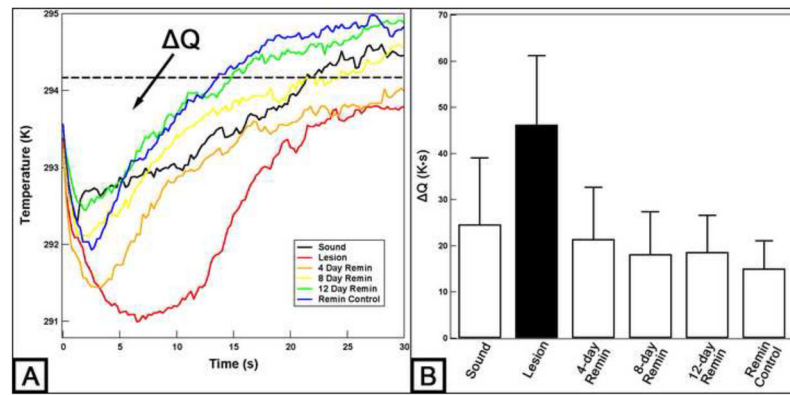 295
294
293
292
291
Temperature (K)
ΔQ
Sound
Lesion
4 Day Remin
8 Day Remin
12 Day Remin
Remin Control
0
5
10
15
20
25
30
Time (s)
A
70
60
50
40
30
20
10
0
ΔQ (K·s)
Sound
Lesion
4-day
Remin
8-day
Remin
12-day
Remin
Remin
Control
B